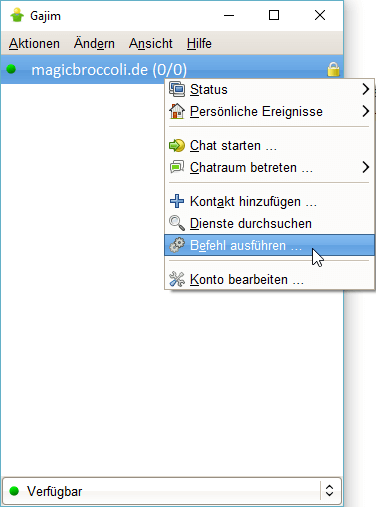 Gajim
Aktionen Ändern Ansicht Hilfe
magicbroccoli.de (0/0)
Status
Persönliche Ereignisse
Chat starten ...
Chatraum betreten ...
Kontakt hinzufügen ...
Dienste durchsuchen
Befehl ausführen ...
Konto bearbeiten ...
Verfügbar